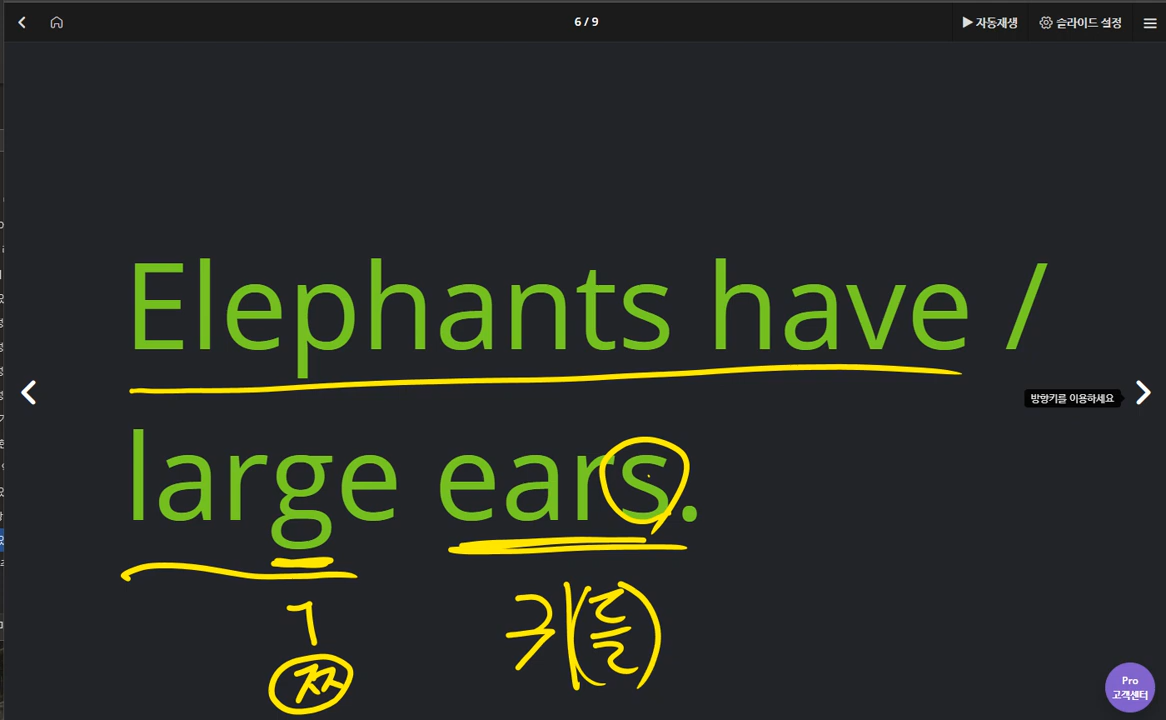 6 / 9
▶ 자동재생
슬라이드 설정
Elephants have /
방향키를 이용하세요
large ears.
ㄱ
ㅉ
귀(들)
Pro
고객센터